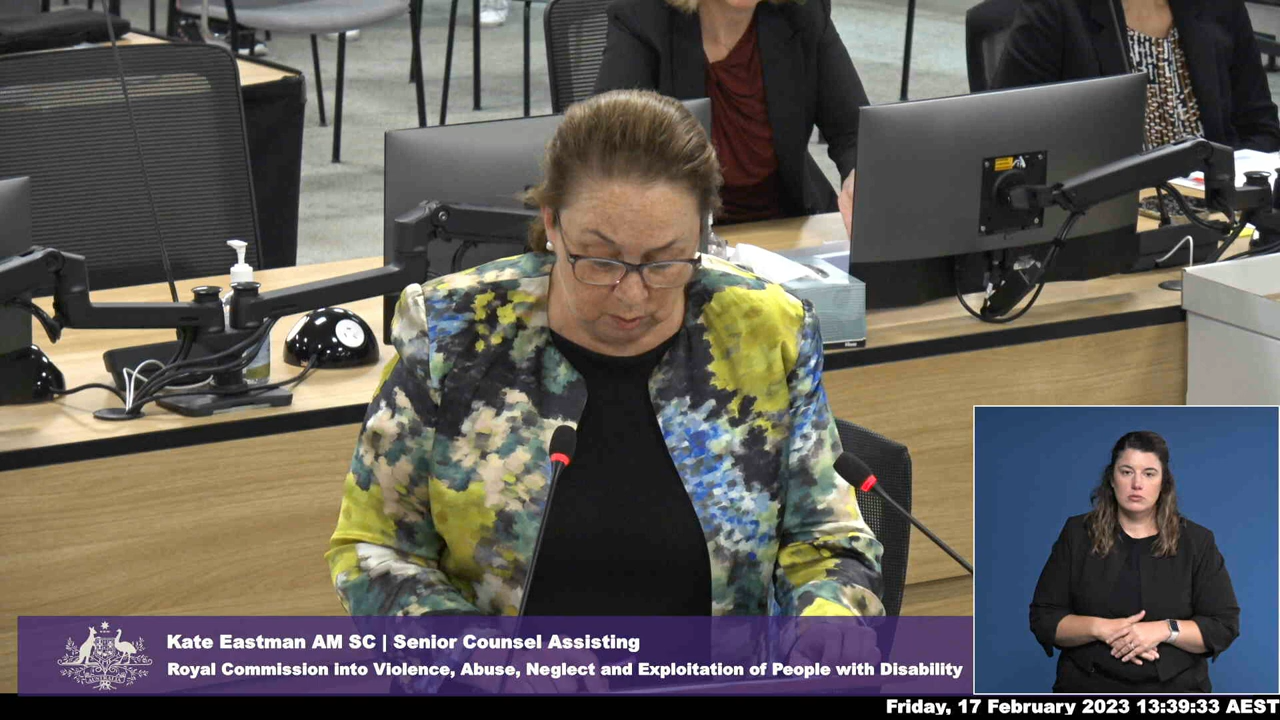 Kate Eastman AM SC | Senior Counsel Assisting
Royal Commission into Violence, Abuse, Neglect and Exploitation of People with Disability
Friday, 17 February 2023 13:39:33 AEST